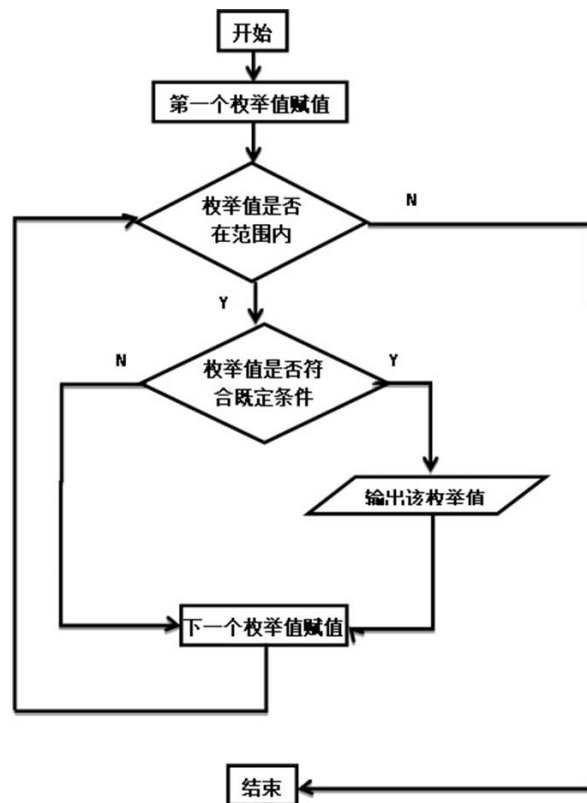 开始
第一个枚举值赋值
枚举值是否
在范围内
N
Y
枚举值是否符
合既定条件
N
Y
输出该枚举值
下一个枚举值赋值
结束